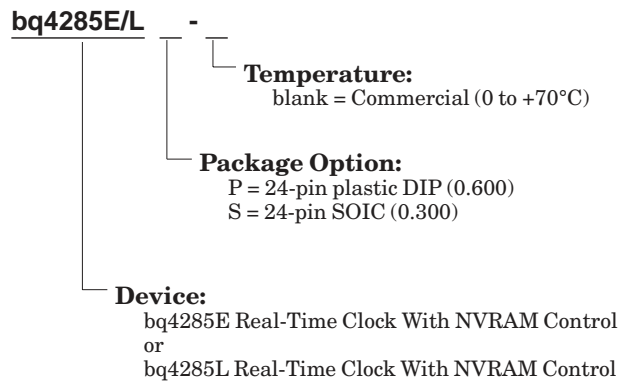 bq4285E/L _ - _
Temperature:
blank = Commercial (0 to +70°C)
Package Option:
P = 24-pin plastic DIP (0.600)
S = 24-pin SOIC (0.300)
Device:
bq4285E Real-Time Clock With NVRAM Control
or
bq4285L Real-Time Clock With NVRAM Control